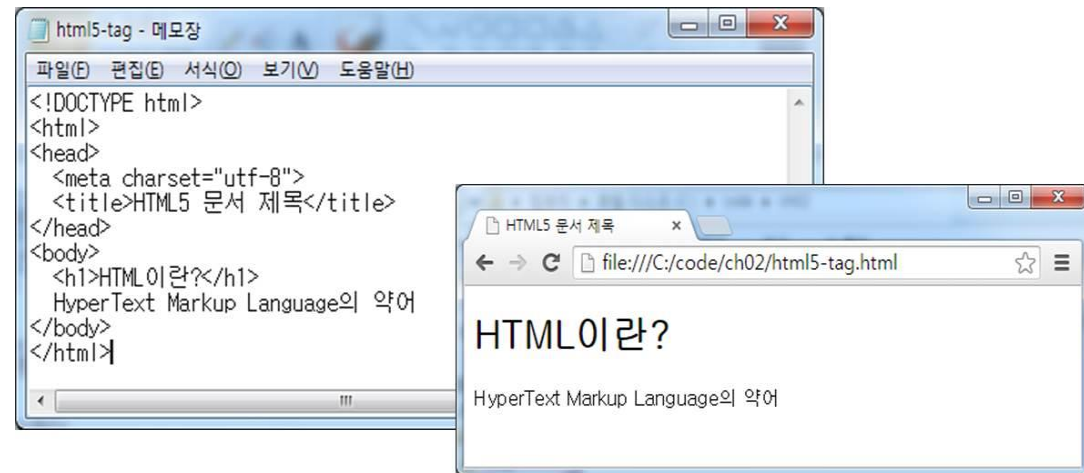 html5-tag - 메모장
파일(F) 편집(E) 서식(O) 보기(V) 도움말(H)
<!DOCTYPE html>
<html>
<head>
<meta charset="utf-8">
<title>HTML5 문서 제목</title>
</head>
<body>
<h1>HTML이란?</h1>
HyperText Markup Language의 약어
</body>
</html>
HTML5 문서 제목
file:///C:/code/ch02/html5-tag.html
HTML이란?
HyperText Markup Language의 약어